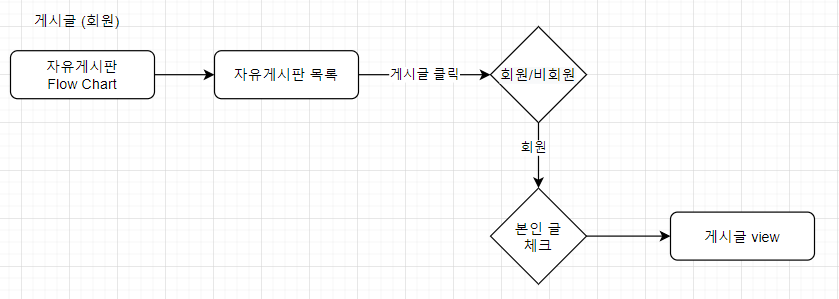 게시글 (회원)
자유게시판
Flow Chart
자유게시판 목록
게시글 클릭
회원/비회원
회원
본인 글
체크
게시글 view